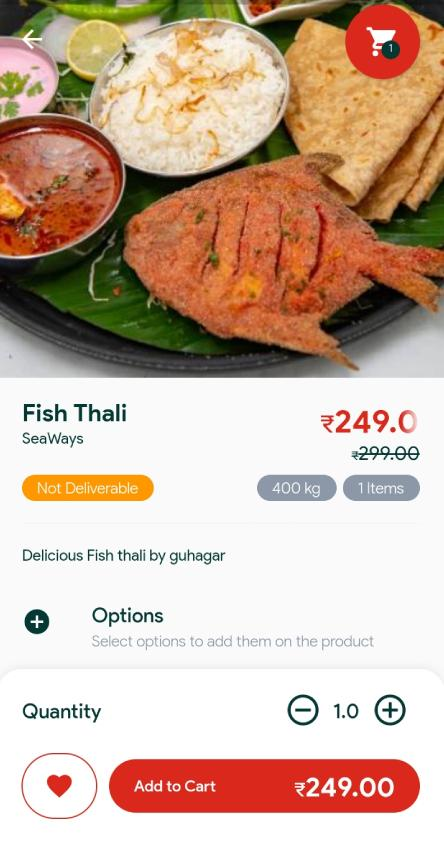 1
Fish Thali
₹249.0
SeaWays
₹299.00
Not Deliverable
400 kg
1 Items
Delicious Fish thali by guhagar
Options
Select options to add them on the product
Quantity
1.0
Add to Cart
₹249.00